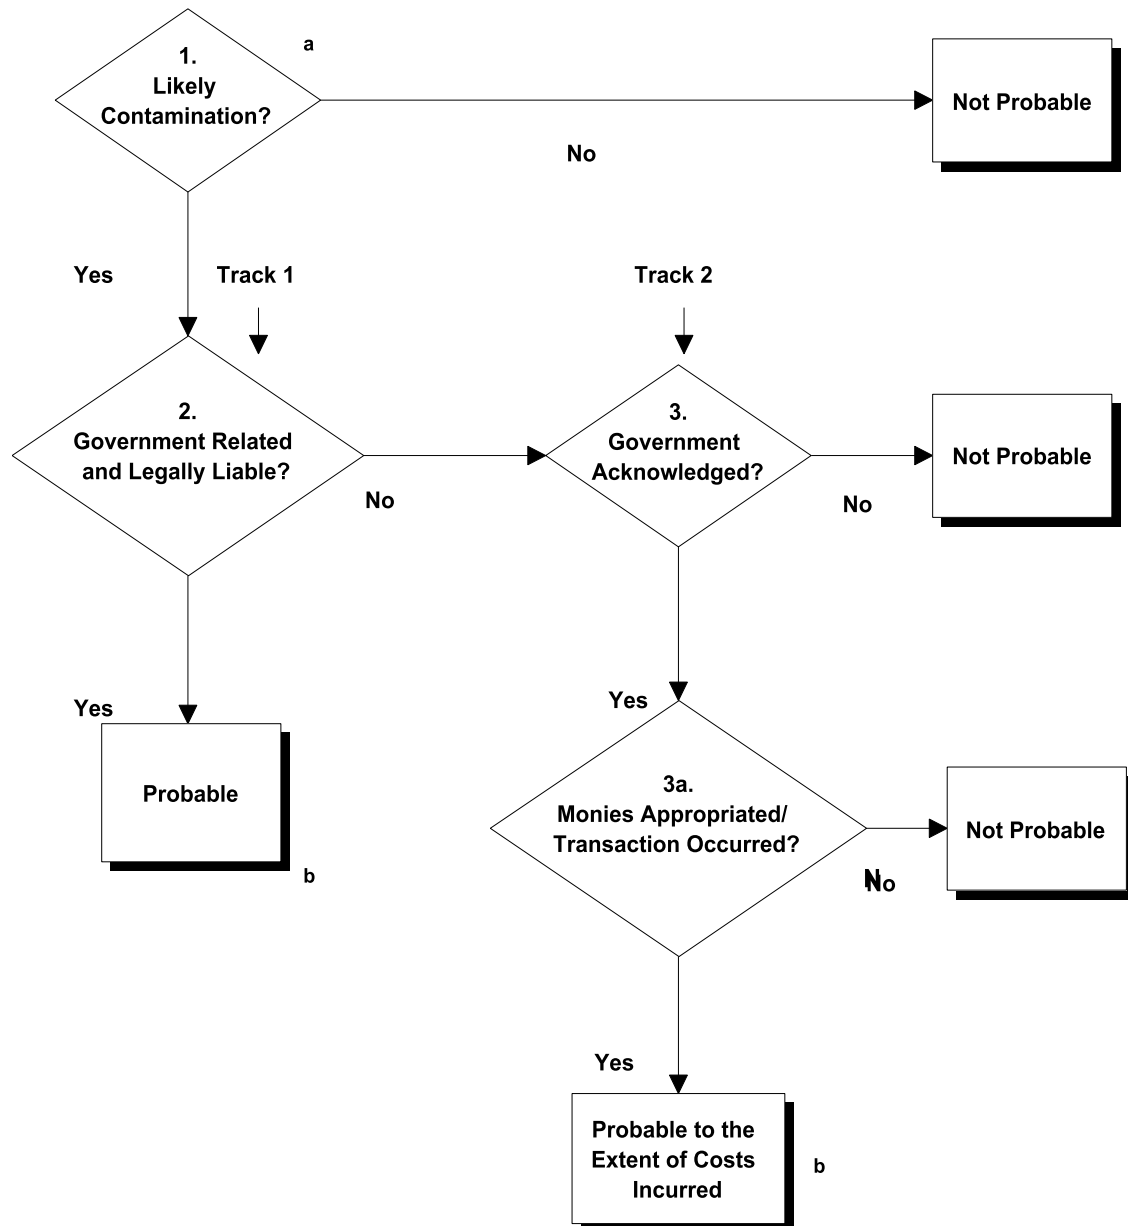 1.
Likely
Contamination?
a
Not Probable
No
Yes
Track 1
Track 2
2.
Government Related
and Legally Liable?
No
3.
Government
Acknowledged?
No
Not Probable
Yes
Probable
b
Yes
3a.
Monies Appropriated/
Transaction Occurred?
No
Not Probable
Yes
Probable to the
Extent of Costs
Incurred
b